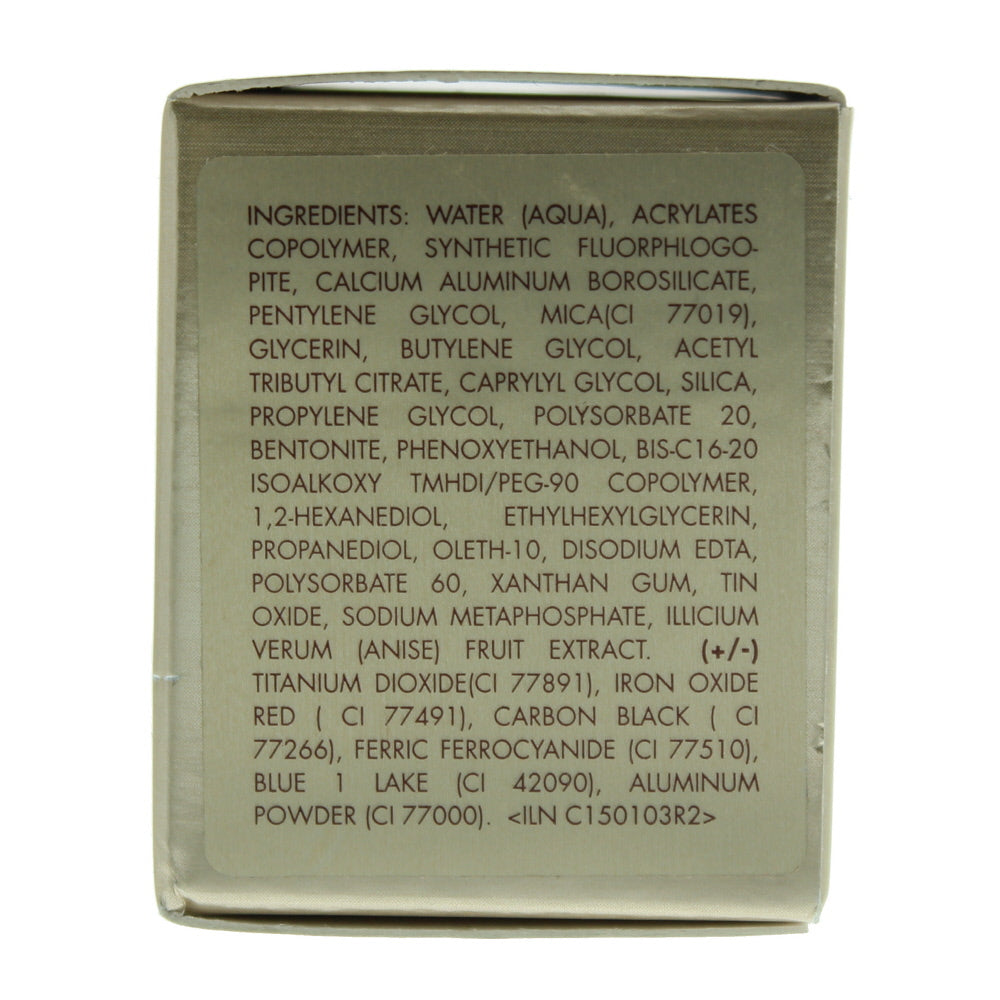 INGREDIENTS: WATER (AQUA), ACRYLATES
COPOLYMER, SYNTHETIC FLUORPHLOGO-
PITE, CALCIUM ALUMINUM BOROSILICATE,
PENTYLENE GLYCOL, MICA(CI 77019),
GLYCERIN, BUTYLENE GLYCOL, ACETYL
TRIBUTYL CITRATE, CAPRYLYL GLYCOL, SILICA,
PROPYLENE GLYCOL, POLYSORBATE 20,
BENTONITE, PHENOXYETHANOL, BIS-C16-20
ISOALKOXY TMHDI/PEG-90 COPOLYMER,
1,2-HEXANEDIOL, ETHYLHEXYLGLYCERIN,
PROPANEDIOL, OLETH-10, DISODIUM EDTA,
POLYSORBATE 60, XANTHAN GUM, TIN
OXIDE, SODIUM METAPHOSPHATE, ILLICIUM
VERUM (ANISE) FRUIT EXTRACT. (+/-)
TITANIUM DIOXIDE(CI 77891), IRON OXIDE
RED ( CI 77491), CARBON BLACK ( CI
77266), FERRIC FERROCYANIDE (CI 77510),
BLUE 1 LAKE (CI 42090), ALUMINUM
POWDER (CI 77000). <ILN C150103R2>